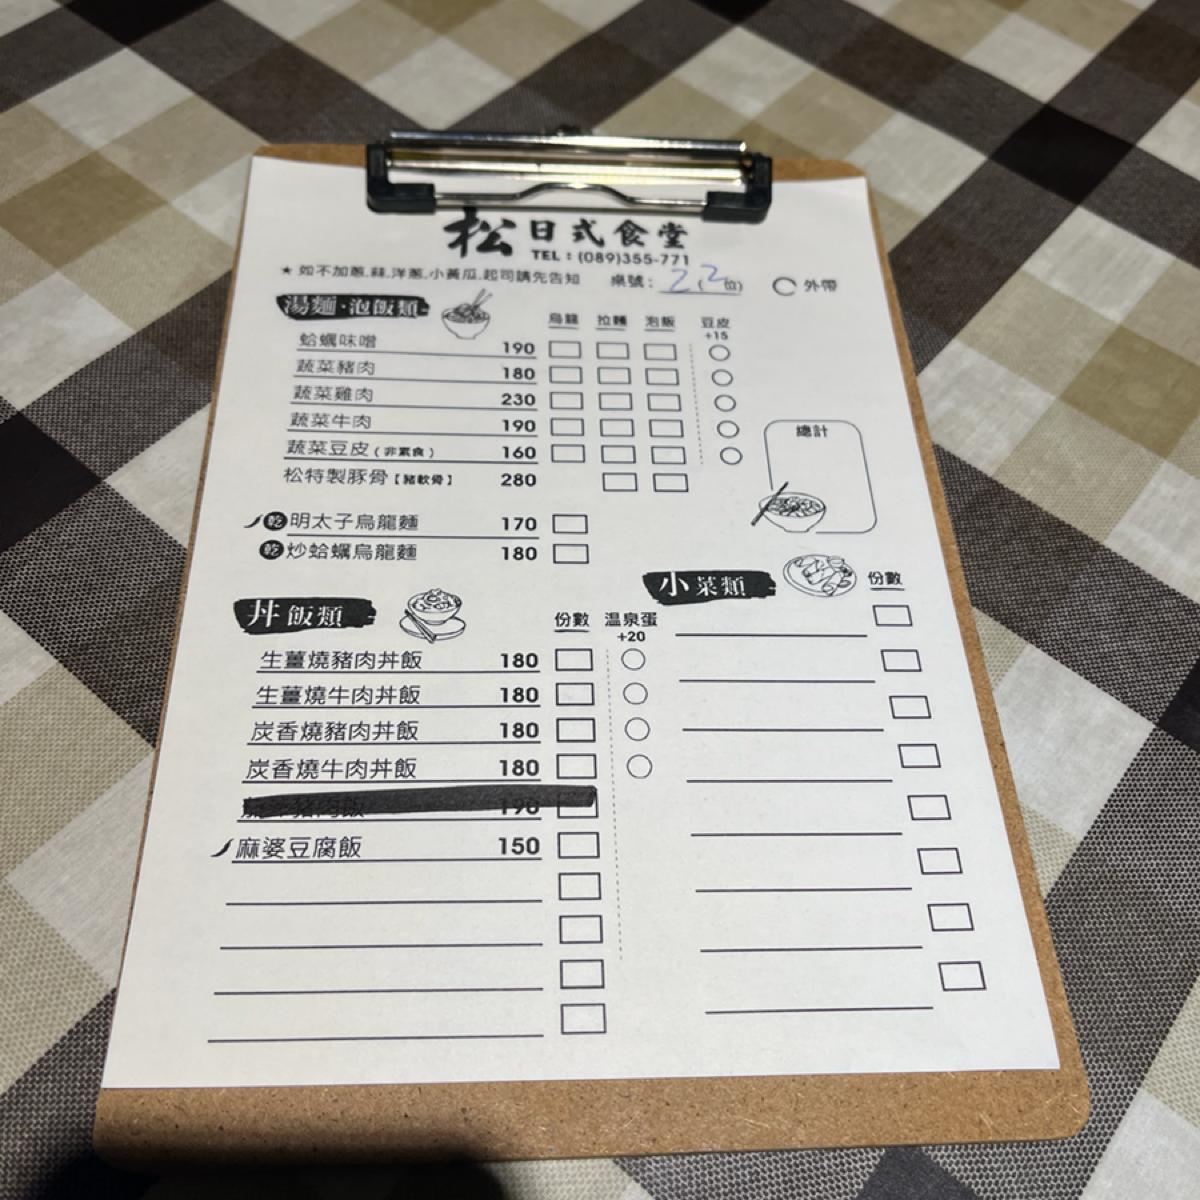 松 日式食堂
TEL：(089)355-771
★ 如不加蔥.蒜.洋蔥.小黃瓜.起司請先告知 桌號： 2 ( 2 位) 外帶
湯麵·泡飯類 烏龍 拉麵 泡飯 豆皮 +15
蛤蠣味噌 190
蔬菜豬肉 180
蔬菜雞肉 230
蔬菜牛肉 190
蔬菜豆皮(非素食) 160
松特製豚骨【豬軟骨】 280
總計
乾 明太子烏龍麵 170
乾 炒蛤蠣烏龍麵 180
丼飯類 份數 温泉蛋 +20
生薑燒豬肉丼飯 180
生薑燒牛肉丼飯 180
炭香燒豬肉丼飯 180
炭香燒牛肉丼飯 180
豬肉飯 190
麻婆豆腐飯 150
小菜類 份數